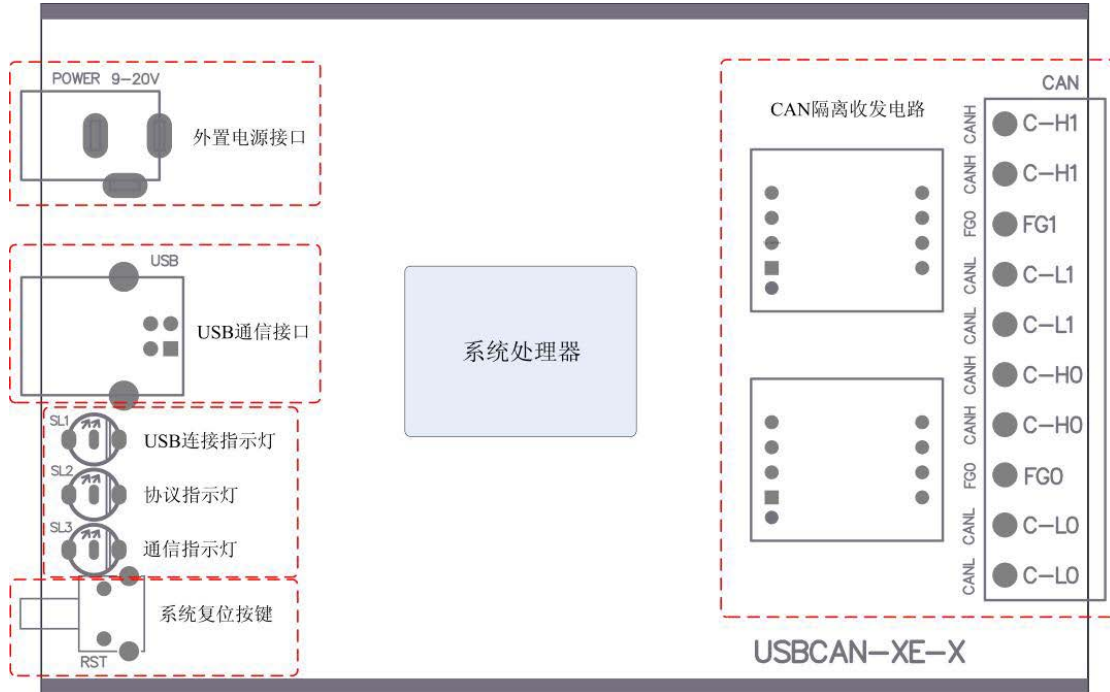 POWER 9-20V
外置电源接口
USB
USB通信接口
SL1
USB连接指示灯
SL2
协议指示灯
SL3
通信指示灯
系统复位按键
RST
系统处理器
CAN隔离收发电路
CAN
CANH C-H1
CANH C-H1
FG0 FG1
CANL C-L1
CANL C-L1
CANH C-H0
CANH C-H0
FG0 FG0
CANL C-L0
CANL C-L0
USBCAN-XE-X